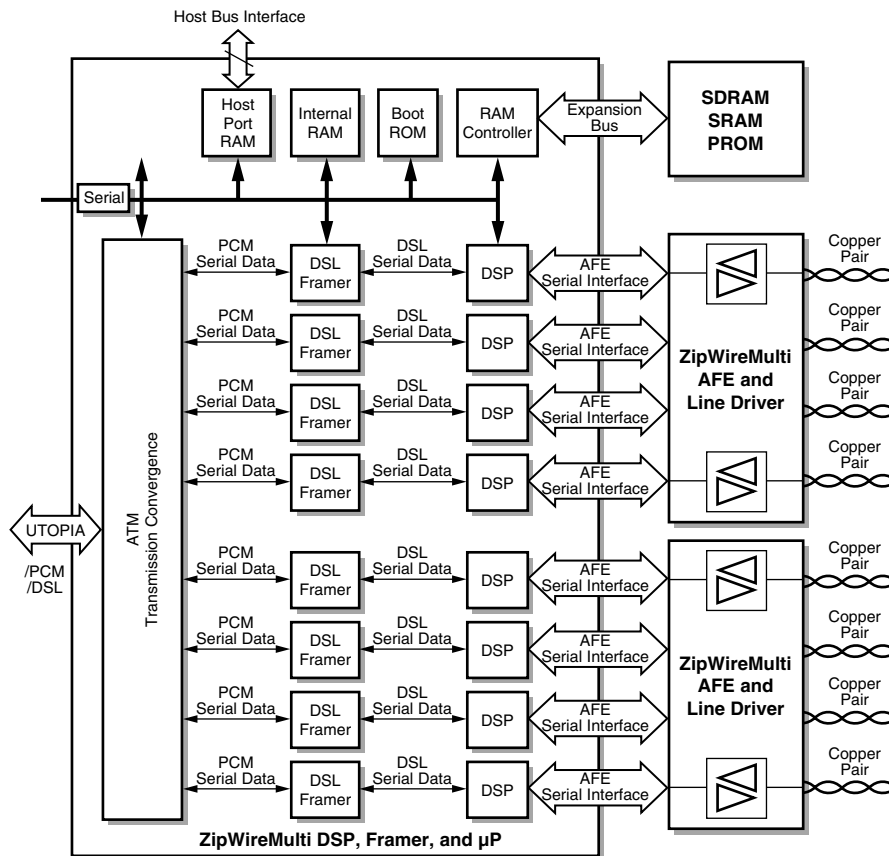 Host Bus Interface
Host
Port
RAM
Internal
RAM
Boot
ROM
RAM
Controller
Expansion
Bus
SDRAM
SRAM
PROM
Serial
PCM
Serial Data
DSL
Framer
DSL
Serial Data
DSP
AFE
Serial Interface
Copper
Pair
PCM
Serial Data
DSL
Framer
DSL
Serial Data
DSP
AFE
Serial Interface
Copper
Pair
ZipWireMulti
AFE and
Line Driver
PCM
Serial Data
DSL
Framer
DSL
Serial Data
DSP
AFE
Serial Interface
Copper
Pair
PCM
Serial Data
DSL
Framer
DSL
Serial Data
DSP
AFE
Serial Interface
Copper
Pair
UTOPIA
/PCM
/DSL
ATM
Transmission Convergence
PCM
Serial Data
DSL
Framer
DSL
Serial Data
DSP
AFE
Serial Interface
Copper
Pair
PCM
Serial Data
DSL
Framer
DSL
Serial Data
DSP
AFE
Serial Interface
Copper
Pair
ZipWireMulti
AFE and
Line Driver
PCM
Serial Data
DSL
Framer
DSL
Serial Data
DSP
AFE
Serial Interface
Copper
Pair
PCM
Serial Data
DSL
Framer
DSL
Serial Data
DSP
AFE
Serial Interface
Copper
Pair
ZipWireMulti DSP, Framer, and µP